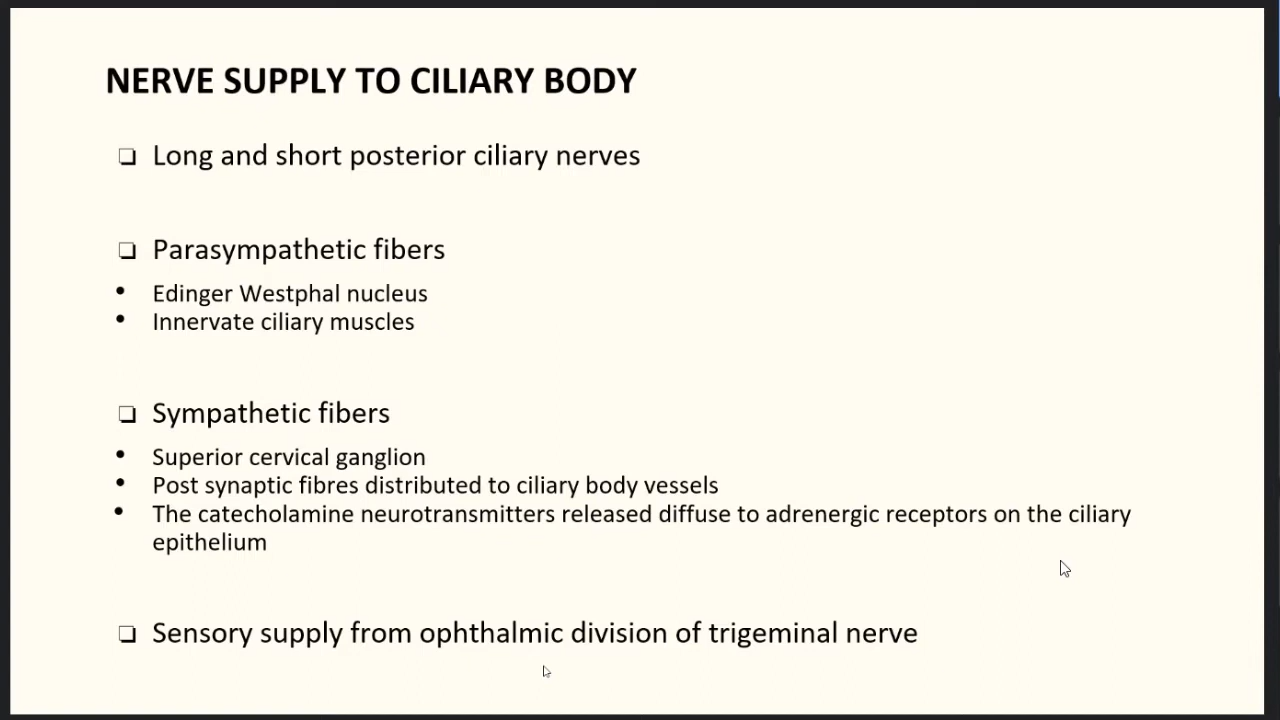 NERVE SUPPLY TO CILIARY BODY
❑ Long and short posterior ciliary nerves
❑ Parasympathetic fibers
• Edinger Westphal nucleus
• Innervate ciliary muscles
❑ Sympathetic fibers
• Superior cervical ganglion
• Post synaptic fibres distributed to ciliary body vessels
• The catecholamine neurotransmitters released diffuse to adrenergic receptors on the ciliary
epithelium
❑ Sensory supply from ophthalmic division of trigeminal nerve